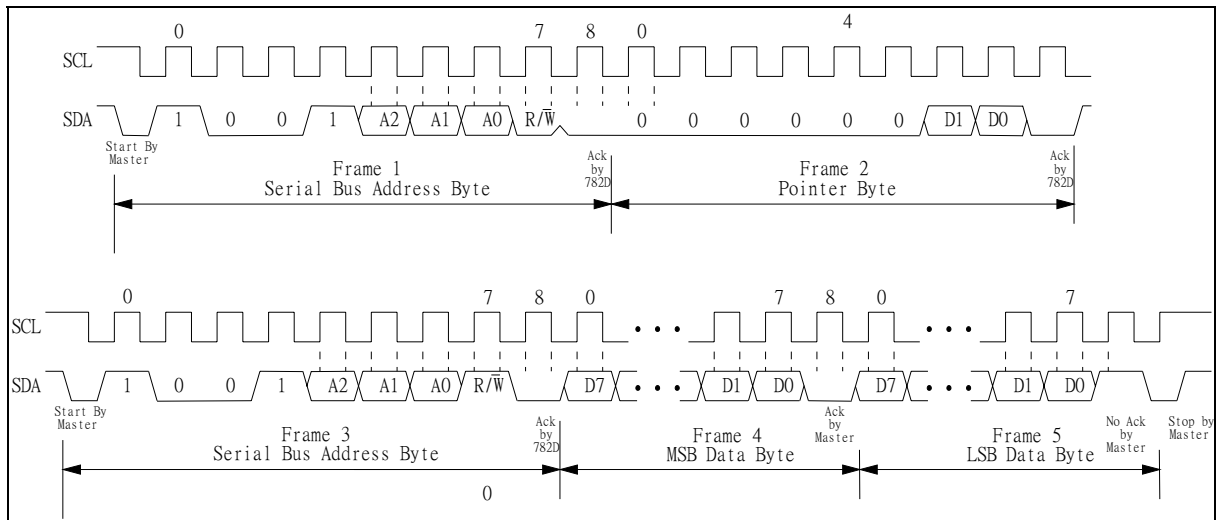 0 7 8 0 4
SCL
SDA 1 0 0 1 A2 A1 A0 R/W̅ 0 0 0 0 0 0 D1 D0
Start By
Master
Frame 1
Serial Bus Address Byte
Ack
by
782D
Frame 2
Pointer Byte
Ack
by
782D
0 7 8 0 7 8 0 7
SCL • • • • • •
SDA 1 0 0 1 A2 A1 A0 R/W̅ D7 • • • D1 D0 D7 • • • D1 D0
Start By
Master
Frame 3
Serial Bus Address Byte
0
Ack
by
782D
Frame 4
MSB Data Byte
Ack
by
Master
Frame 5
LSB Data Byte
No Ack
by
Master
Stop by
Master